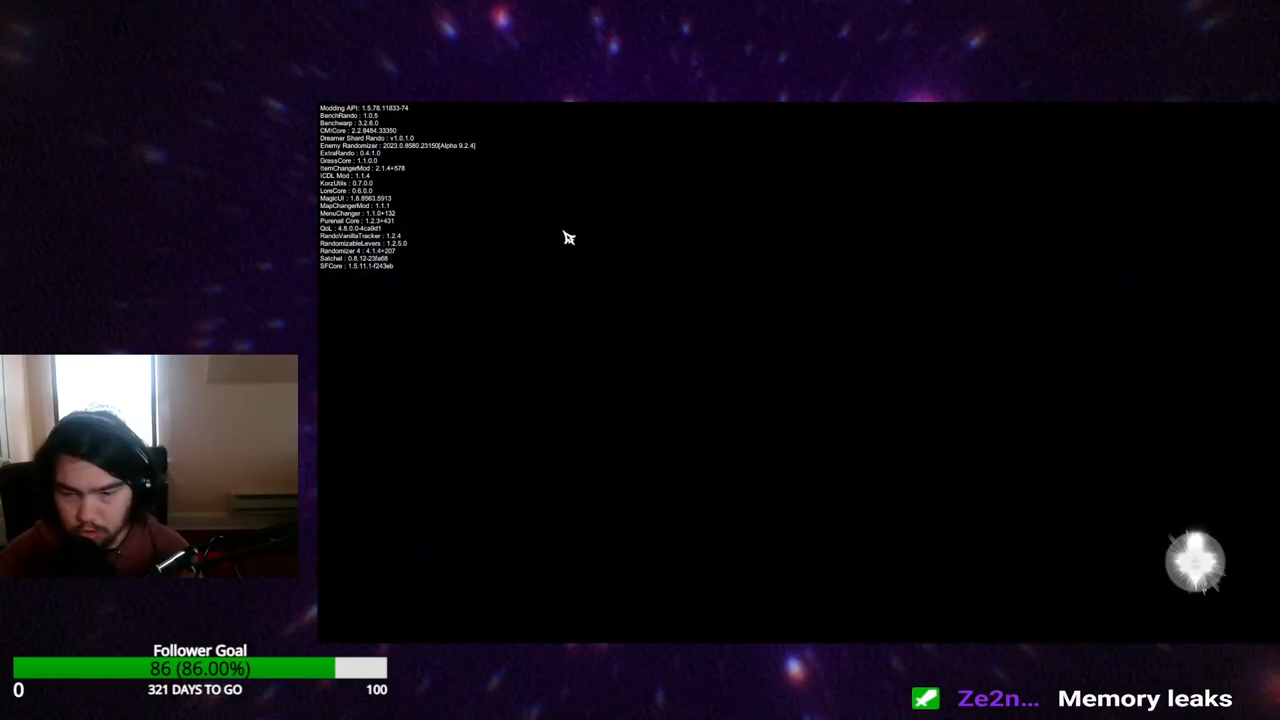 Modding API: 1.5.78.11833-74
BenchRando : 1.0.5
Benchwarp : 3.2.6.0
CMICore : 2.2.8484.33350
Dreamer Shard Rando : v1.0.1.0
Enemy Randomizer : 2023.0.8580.23150[Alpha 9.2.4]
ExtraRando : 0.4.1.0
GrassCore : 1.1.0.0
ItemChangerMod : 2.1.4+578
ICDL Mod : 1.1.4
KorzUtils : 0.7.0.0
LoreCore : 0.6.0.0
MagicUI : 1.8.8563.5913
MapChangerMod : 1.1.1
MenuChanger : 1.1.0+132
Purenail Core : 1.2.3+431
QoL : 4.8.0.0-4ca9d1
RandoVanillaTracker : 1.2.4
RandomizableLevers : 1.2.5.0
Randomizer 4 : 4.1.4+207
Satchel : 0.8.12-23fa68
SFCore : 1.5.11.1-f243eb
Follower Goal
86 (86.00%)
0 321 DAYS TO GO 100
Ze2n... Memory leaks